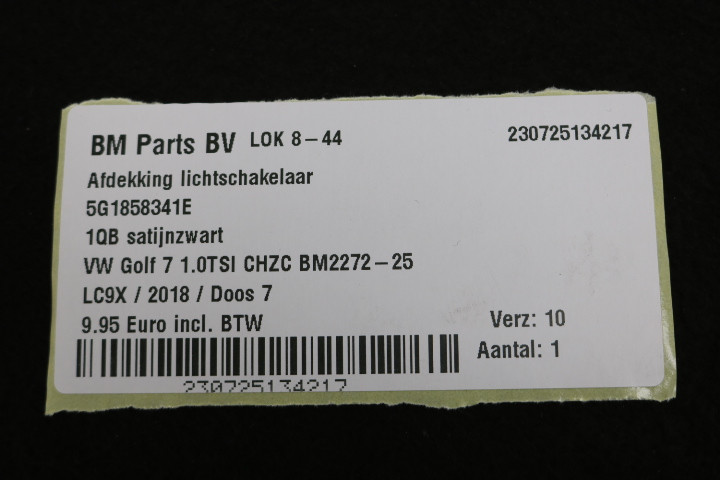 BM Parts BV LOK 8-44 230725134217
Afdekking lichtschakelaar
5G1858341E
1QB satijnzwart
VW Golf 7 1.0TSI CHZC BM2272-25
LC9X / 2018 / Doos 7
9.95 Euro incl. BTW Verz: 10
Aantal: 1
230725134217